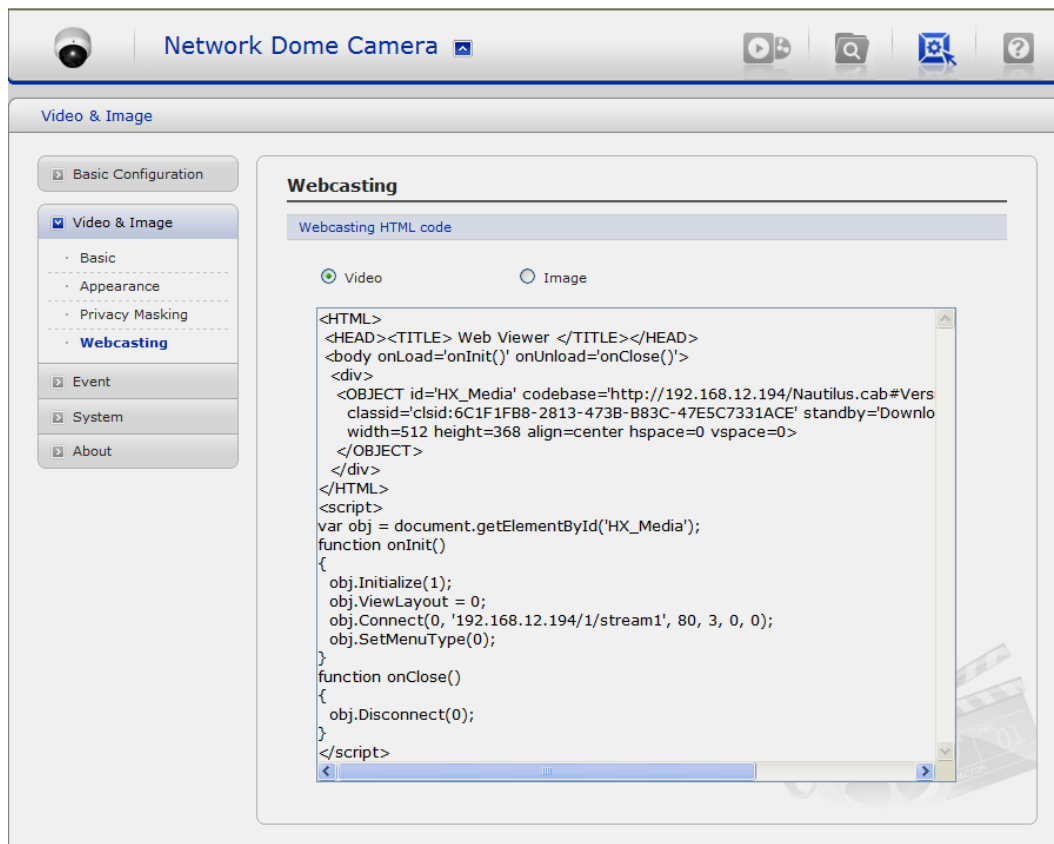 Network Dome Camera
Video & Image
Basic Configuration
Video & Image
Basic
Appearance
Privacy Masking
Webcasting
Event
System
About
Webcasting
Webcasting HTML code
Video
Image
<HTML>
<HEAD><TITLE> Web Viewer </TITLE></HEAD>
<body onLoad='onInit()' onUnload='onClose()'>
<div>
<OBJECT id='HX_Media' codebase='http://192.168.12.194/Nautilus.cab#Versi
classid='clsid:6C1F1FB8-2813-473B-B83C-47E5C7331ACE' standby='Downlo
width=512 height=368 align=center hspace=0 vspace=0>
</OBJECT>
</div>
</HTML>
<script>
var obj = document.getElementById('HX_Media');
function onInit()
{
obj.Initialize(1);
obj.ViewLayout = 0;
obj.Connect(0, '192.168.12.194/1/stream1', 80, 3, 0, 0);
obj.SetMenuType(0);
}
function onClose()
{
obj.Disconnect(0);
}
</script>
01